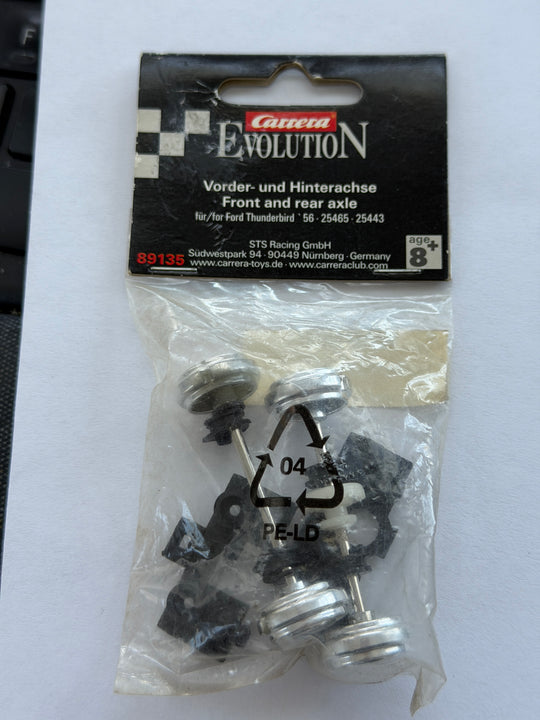 F
Carrera
EVOLUTION
Vorder- und Hinterachse
Front and rear axle
für/for Ford Thunderbird `56 · 25465 · 25443
STS Racing GmbH
89135 Südwestpark 94 · 90449 Nürnberg · Germany
www.carrera-toys.de · www.carreraclub.com
age 8+
04
PE-LD